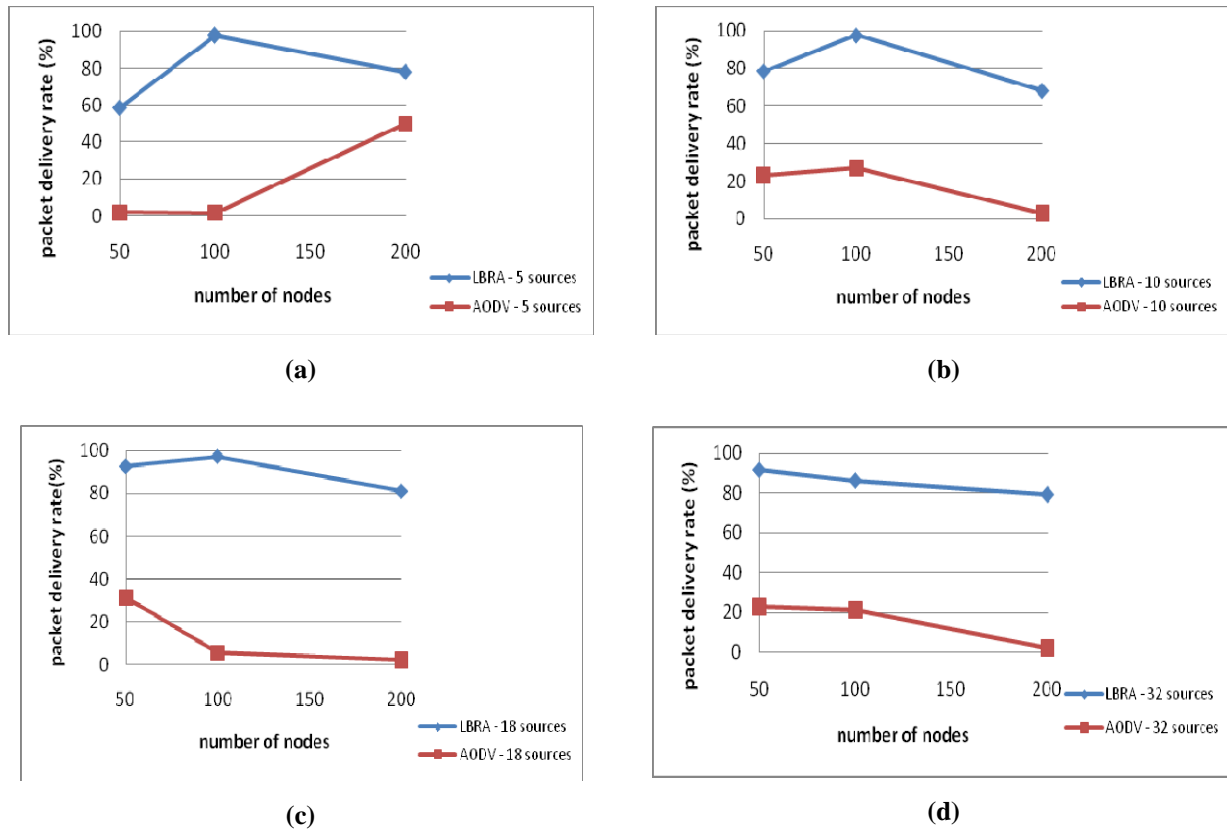 100
80
60
40
20
0
packet delivery rate (%)
50 100 150 200
number of nodes
LBRA - 5 sources
AODV - 5 sources
(a)
100
80
60
40
20
0
packet delivery rate (%)
50 100 150 200
number of nodes
LBRA - 10 sources
AODV - 10 sources
(b)
100
80
60
40
20
0
packet delivery rate(%)
50 100 150 200
number of nodes
LBRA - 18 sources
AODV - 18 sources
(c)
100
80
60
40
20
0
packet delivery rate (%)
50 100 150 200
number of nodes
LBRA - 32 sources
AODV - 32 sources
(d)